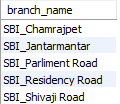 branch_name
SBI_Chamrajpet
SBI_Jantarmantar
SBI_Parliment Road
SBI_Residency Road
SBI_Shivaji Road